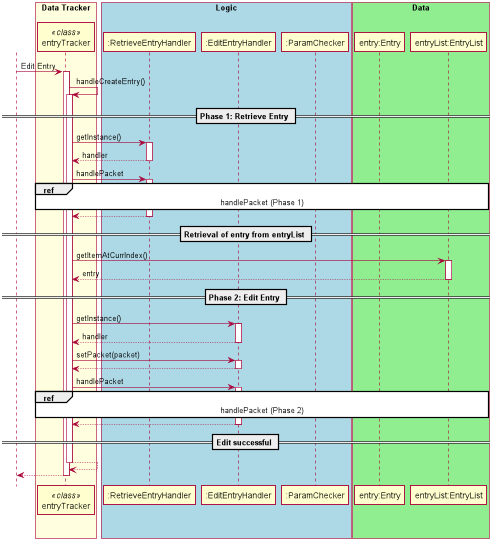 Data Tracker
Logic
Data
« class»
entryTracker
:RetrieveEntryHandler
:EditEntryHandler
:ParamChecker
entry:Entry
entryList:EntryList
Edit Entry
handleCreateEntry()
Phase 1: Retrieve Entry
getInstance()
handler
handlePacket
ref
handlePacket (Phase 1)
Retrieval of entry from entryList
getItemAtCurrIndex()
entry
Phase 2: Edit Entry
getInstance()
handler
setPacket(packet)
handlePacket
ref
handlePacket (Phase 2)
Edit successful
« class»
entryTracker
:RetrieveEntryHandler
:EditEntryHandler
:ParamChecker
entry:Entry
entryList:EntryList